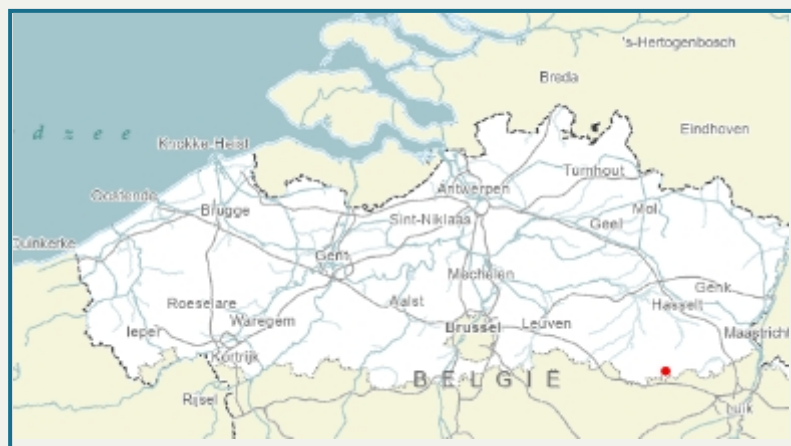 's-Hertogenbosch
Breda
d z e e
Eindhoven
Knokke-Heist
Turnhout
Oostende
Antwerpen
Mol
Brugge
Sint-Niklaas
Geel
Duinkerke
Gent
Mechelen
Genk
Roeselare
Aalst
Hasselt
Ieper
Waregem
Brussel
Leuven
Maastricht
Kortrijk
BELGIË
Rijsel
Luik